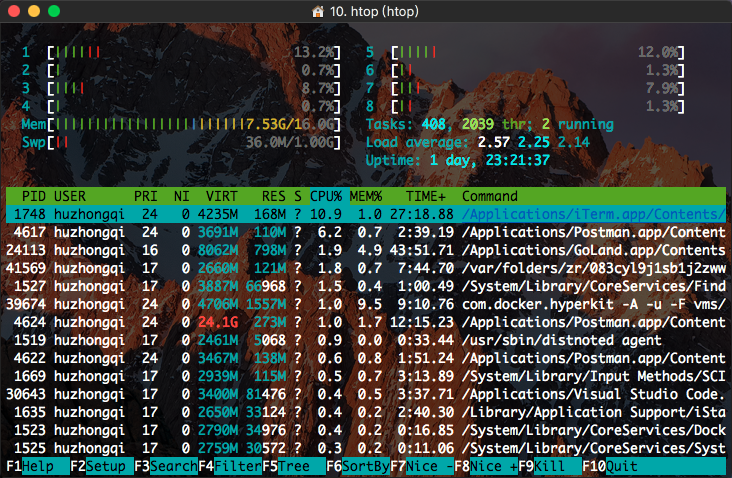 10. htop (htop)
1 [||||||| 13.2%] 5 [|||||| 12.0%]
2 [| 0.7%] 6 [|| 1.3%]
3 [||||| 8.7%] 7 [|||| 7.9%]
4 [| 0.7%] 8 [|| 1.3%]
Mem[||||||||||||||||||||||||||||7.53G/16.0G] Tasks: 408, 2039 thr; 2 running
Swp[|| 36.0M/1.00G] Load average: 2.57 2.25 2.14
Uptime: 1 day, 23:21:37
PID USER PRI NI VIRT RES S CPU% MEM% TIME+ Command
1748 huzhongqi 24 0 4235M 168M ? 10.9 1.0 27:18.88 /Applications/iTerm.app/Contents/
4617 huzhongqi 24 0 3691M 110M ? 6.2 0.7 2:39.19 /Applications/Postman.app/Content
24113 huzhongqi 16 0 8062M 798M ? 1.9 4.9 43:51.71 /Applications/GoLand.app/Contents
41569 huzhongqi 17 0 2660M 121M ? 1.8 0.7 7:44.70 /var/folders/zr/083cyl9j1sb1j2zww
1527 huzhongqi 17 0 3887M 66968 ? 1.5 0.4 1:00.49 /System/Library/CoreServices/Find
39674 huzhongqi 24 0 4706M 1557M ? 1.0 9.5 9:10.76 com.docker.hyperkit -A -u -F vms/
4624 huzhongqi 24 0 24.1G 273M ? 1.0 1.7 12:15.23 /Applications/Postman.app/Content
1519 huzhongqi 17 0 2461M 5068 ? 0.9 0.0 0:33.44 /usr/sbin/distnoted agent
4622 huzhongqi 24 0 3467M 138M ? 0.6 0.8 1:51.24 /Applications/Postman.app/Content
1669 huzhongqi 17 0 2939M 115M ? 0.5 0.7 3:13.89 /System/Library/Input Methods/SCI
30643 huzhongqi 17 0 3400M 81476 ? 0.4 0.5 3:37.71 /Applications/Visual Studio Code.
1635 huzhongqi 17 0 2650M 33124 ? 0.4 0.2 2:40.30 /Library/Application Support/iSta
1523 huzhongqi 17 0 2790M 34976 ? 0.4 0.2 0:16.85 /System/Library/CoreServices/Dock
1525 huzhongqi 17 0 2759M 30572 ? 0.3 0.2 0:11.06 /System/Library/CoreServices/Syst
F1Help F2Setup F3SearchF4FilterF5Tree F6SortByF7Nice -F8Nice +F9Kill F10Quit